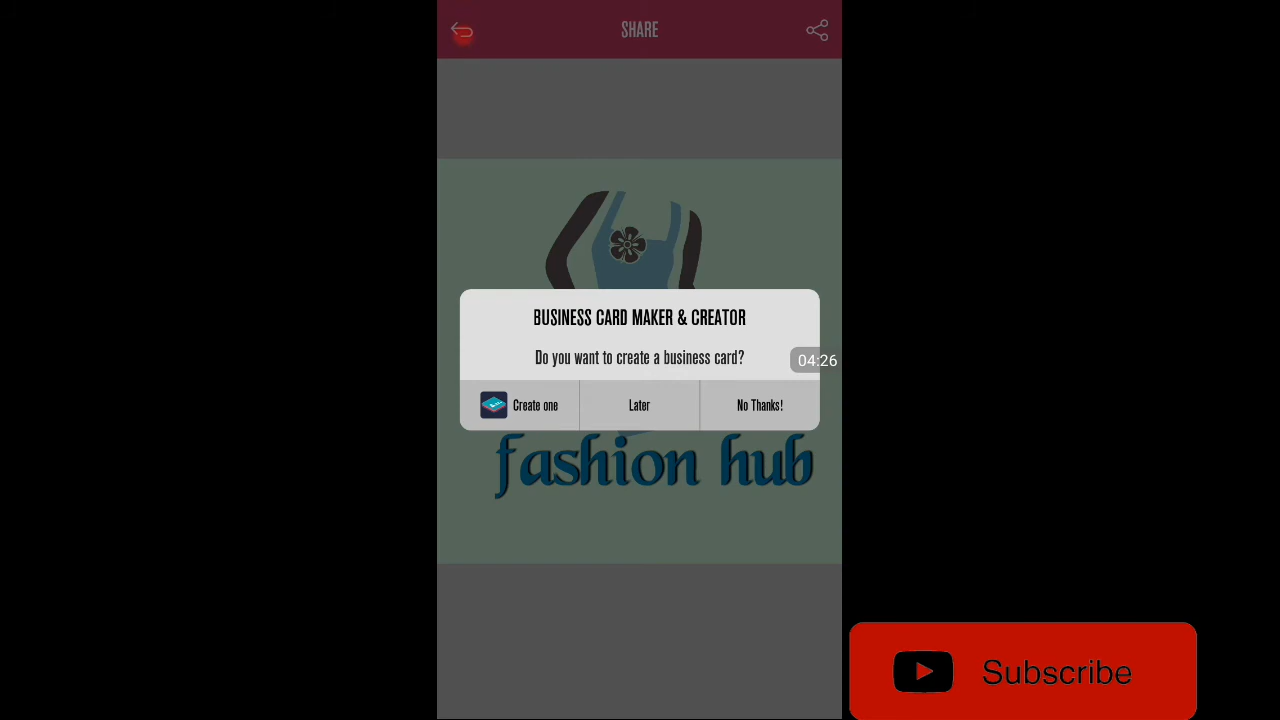 SHARE
BUSINESS CARD MAKER & CREATOR
Do you want to create a business card?
04:26
Create one
Later
No Thanks!
fashion hub
Subscribe